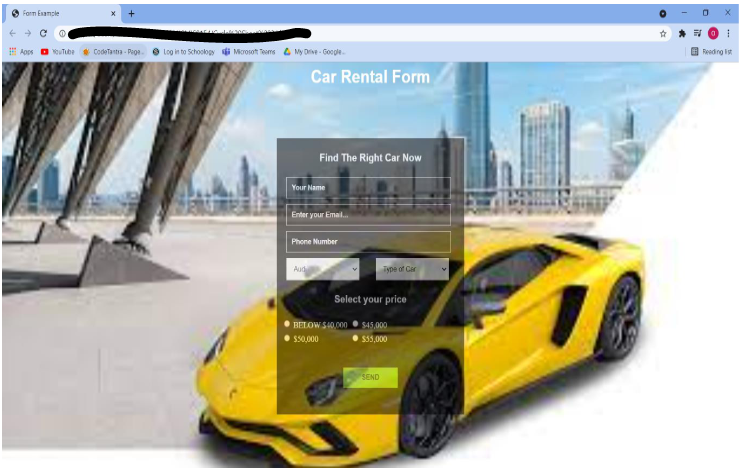 Form Example
Apps YouTube CodeTantra - Page... Log in to Schoology Microsoft Teams My Drive - Google... Reading list
Car Rental Form
Find The Right Car Now
Your Name
Enter your Email...
Phone Number
Type of Car
Select your price
BELOW $40,000 $45,000
$50,000 $55,000
SEND